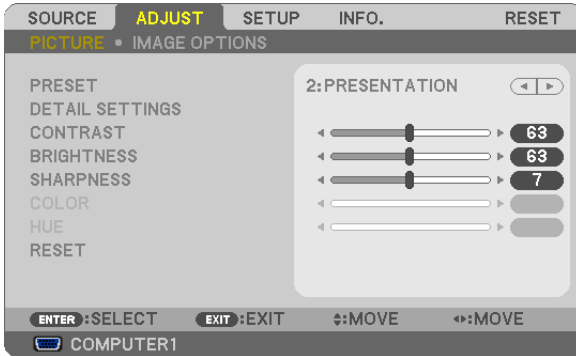 SOURCE ADJUST SETUP INFO. RESET
PICTURE • IMAGE OPTIONS
PRESET 2:PRESENTATION
DETAIL SETTINGS
CONTRAST 63
BRIGHTNESS 63
SHARPNESS 7
COLOR
HUE
RESET
ENTER :SELECT EXIT :EXIT :MOVE :MOVE
COMPUTER1